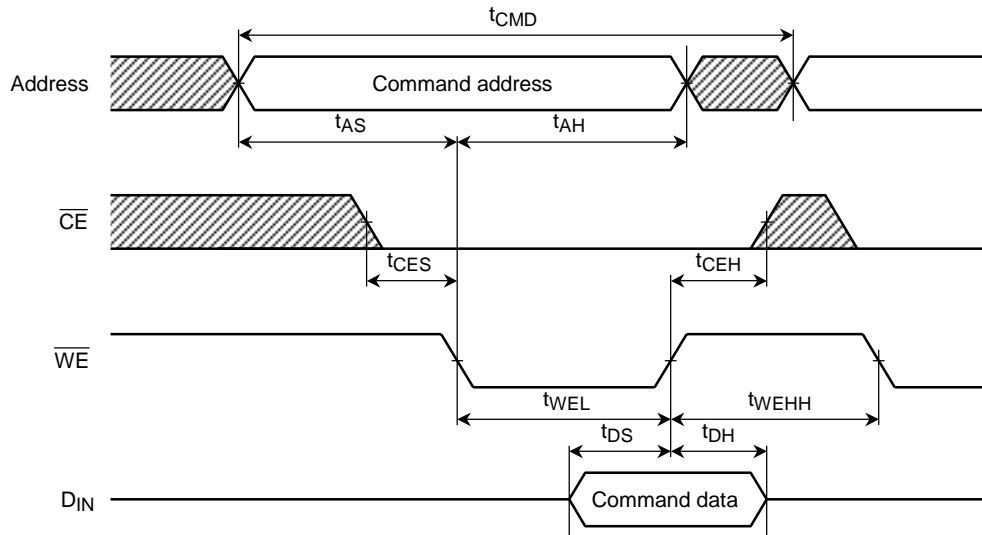 tCMD
Address
Command address
tAS
tAH
CE
tCES
tCEH
WE
tWEL
tWEHH
tDS
tDH
DIN
Command data